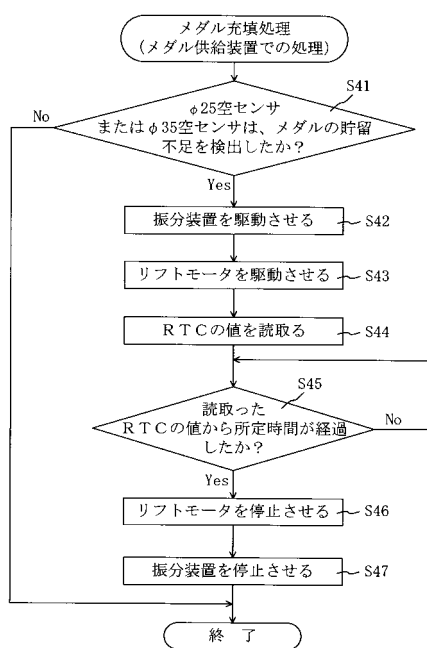 メダル充填処理
(メダル供給装置での処理)
S41
φ25空センサ
またはφ35空センサは、メダルの貯留
不足を検出したか？
No
Yes
振分装置を駆動させる
S42
リフトモータを駆動させる
S43
ＲＴＣの値を読取る
S44
S45
読取った
ＲＴＣの値から所定時間が経過
したか？
No
Yes
リフトモータを停止させる
S46
振分装置を停止させる
S47
終 了